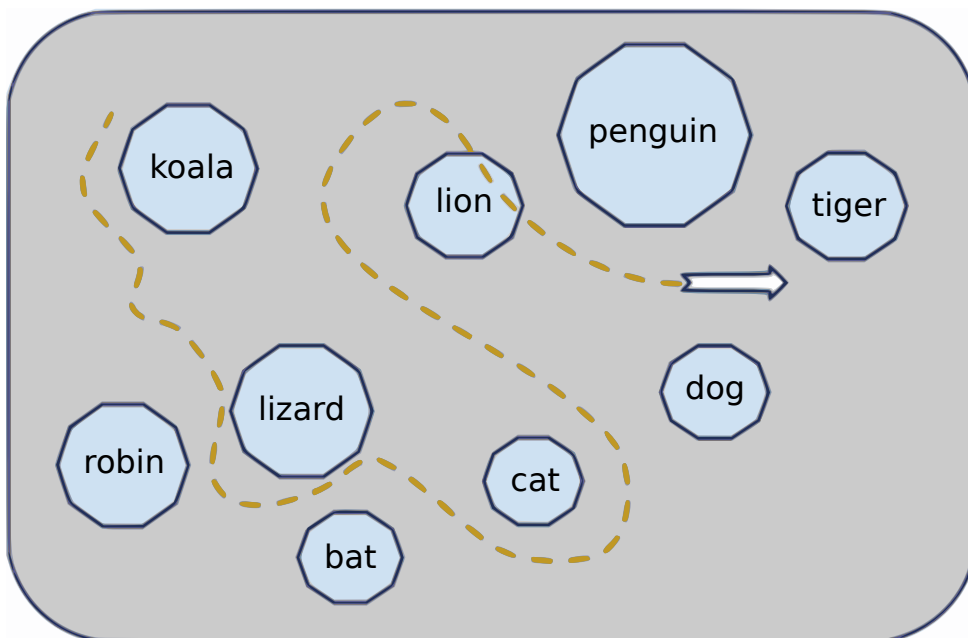 penguin
koala
lion
tiger
dog
lizard
robin
cat
bat